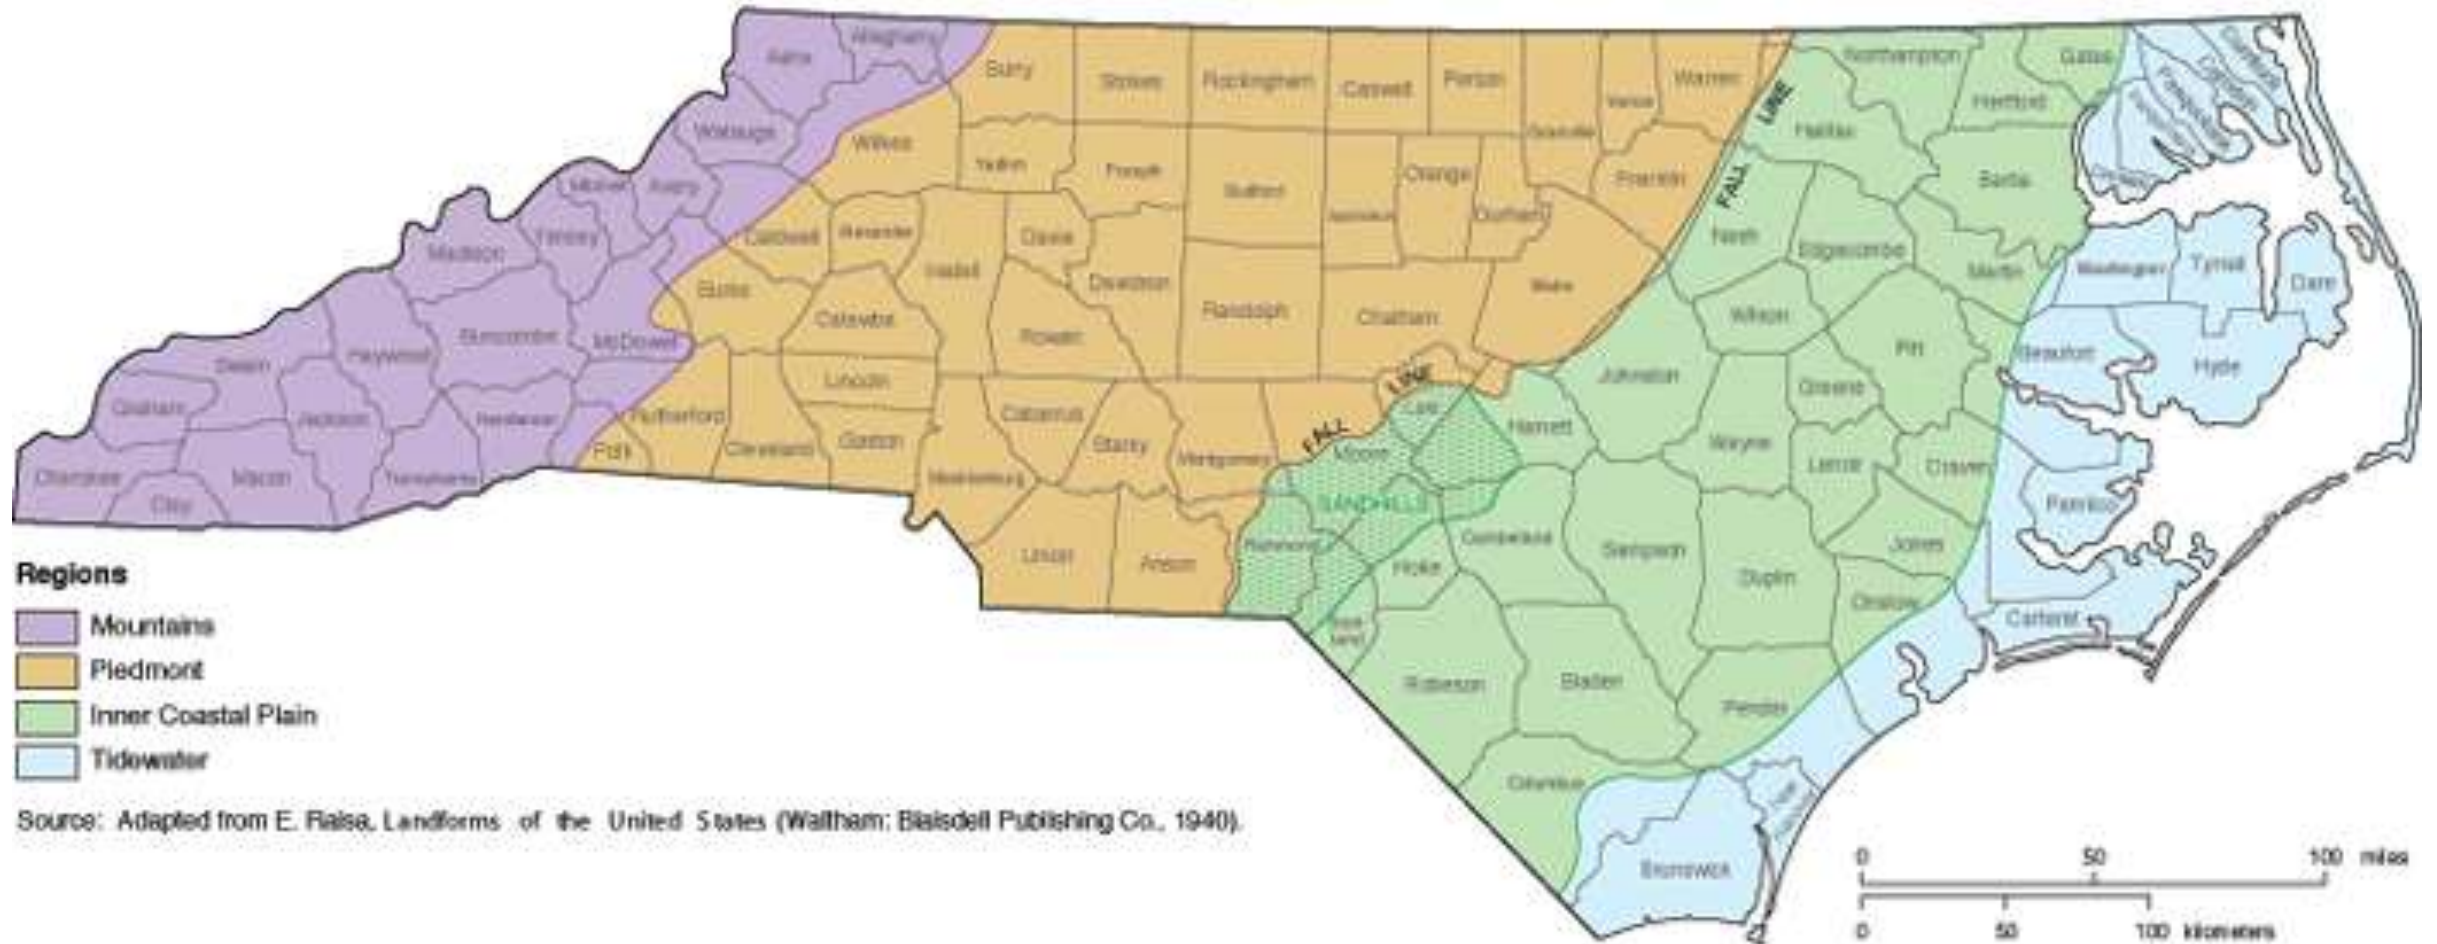 Ashe
Alleghany
Surry
Stokes
Rockingham
Caswell
Person
Granville
Vance
Warren
Northampton
Gates
Hertford
Halifax
Camden
Watauga
Wilkes
Yadkin
Forsyth
Guilford
Orange
Durham
Franklin
FALL LINE
Bertie
Mitchell
Avery
Caldwell
Alexander
Davie
Nash
Edgecombe
Madison
Yancey
Iredell
Davidson
Wake
Martin
Washington
Tyrrell
Dare
Burke
Catawba
Rowan
Randolph
Chatham
Wilson
Buncombe
McDowell
Haywood
Swain
Pitt
Beaufort
Hyde
Johnston
Greene
Lincoln
Graham
Jackson
Henderson
Rutherford
Cabarrus
Stanly
FALL LINE
Lee
Harnett
Polk
Cleveland
Gaston
Montgomery
Moore
Wayne
Lenoir
Craven
Cherokee
Clay
Macon
Transylvania
Mecklenburg
SANDHILLS
Pamlico
Union
Anson
Richmond
Hoke
Cumberland
Sampson
Duplin
Jones
Onslow
Carteret
Robeson
Bladen
Pender
Columbus
Brunswick
Regions
Mountains
Piedmont
Inner Coastal Plain
Tidewater
Source: Adapted from E. Raisa, Landforms of the United States (Waltham: Blaisdell Publishing Co., 1940).
0 50 100 miles
0 50 100 kilometers